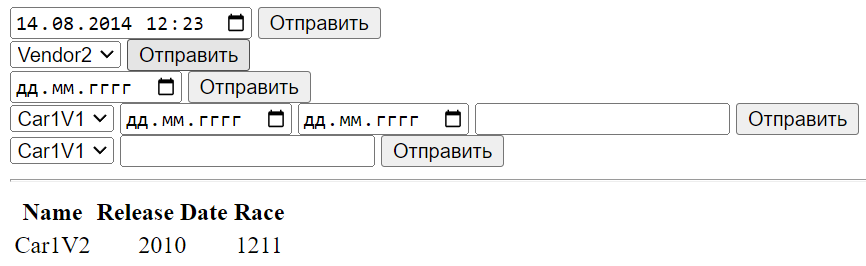 14.08.2014 12:23 Отправить
Vendor2 Отправить
дд.мм.гггг Отправить
Car1V1 дд.мм.гггг дд.мм.гггг Отправить
Car1V1 Отправить
Name Release Date Race
Car1V2 2010 1211